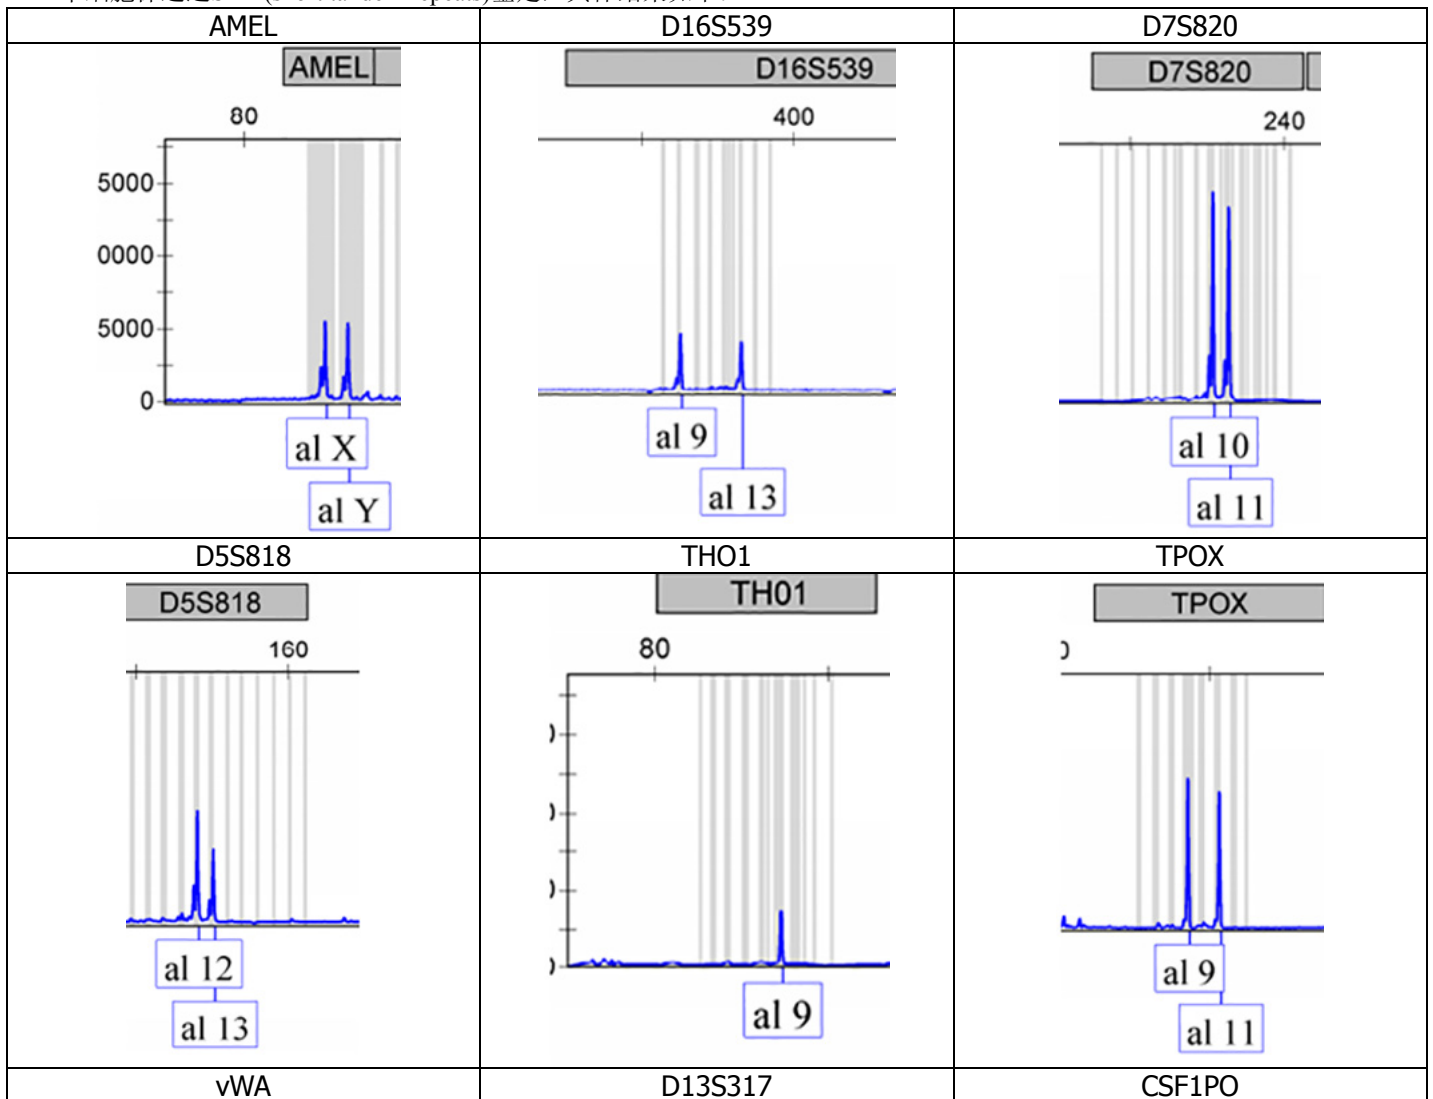 AMEL D16S539 D7S820
AMEL
80
5000
0000
5000
0
al X
al Y
D16S539
400
al 9
al 13
D7S820
240
al 10
al 11
D5S818 THO1 TPOX
D5S818
160
al 12
al 13
TH01
80
al 9
TPOX
al 9
al 11
vWA D13S317 CSF1PO